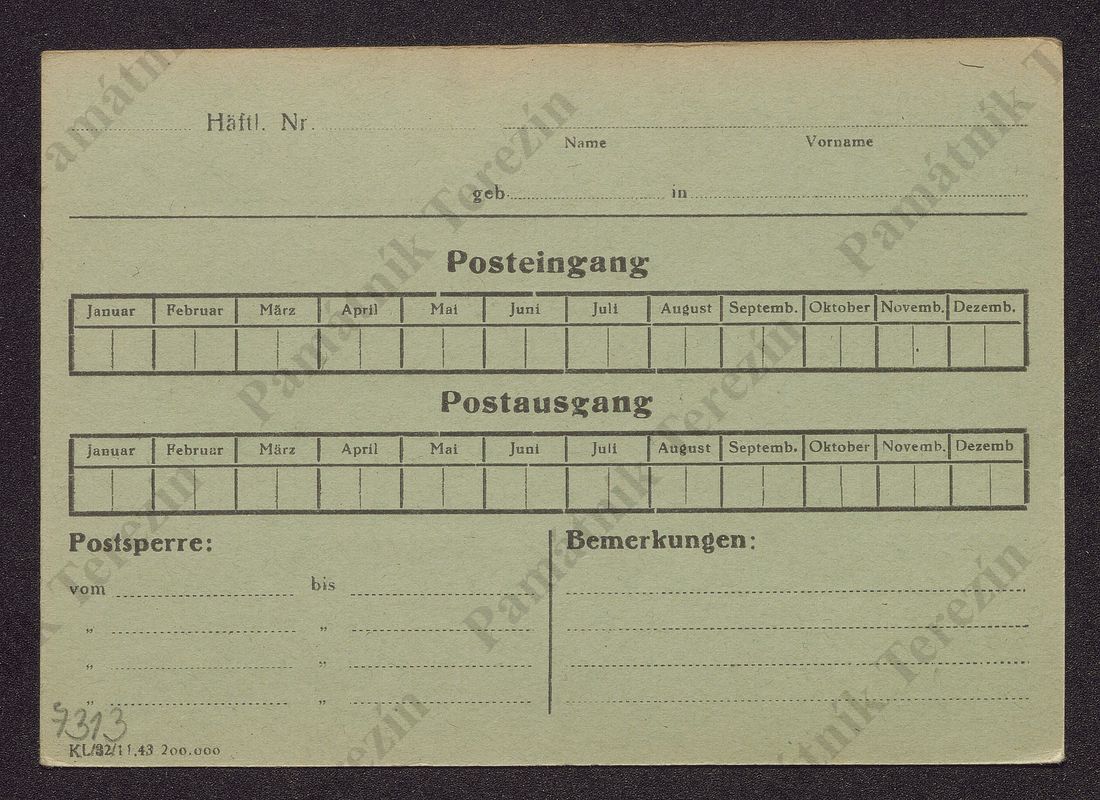 Häftl. Nr.
Name Vorname
geb. in
Posteingang
Januar Februar März April Mai Juni Juli August Septemb. Oktober Novemb. Dezemb.
Postausgang
Januar Februar März April Mai Juni Juli August Septemb. Oktober Novemb. Dezemb
Postsperre: Bemerkungen:
vom bis
„ „
„ „
„ „
7313
KL/82/11.43 200.000
Památník Terezín